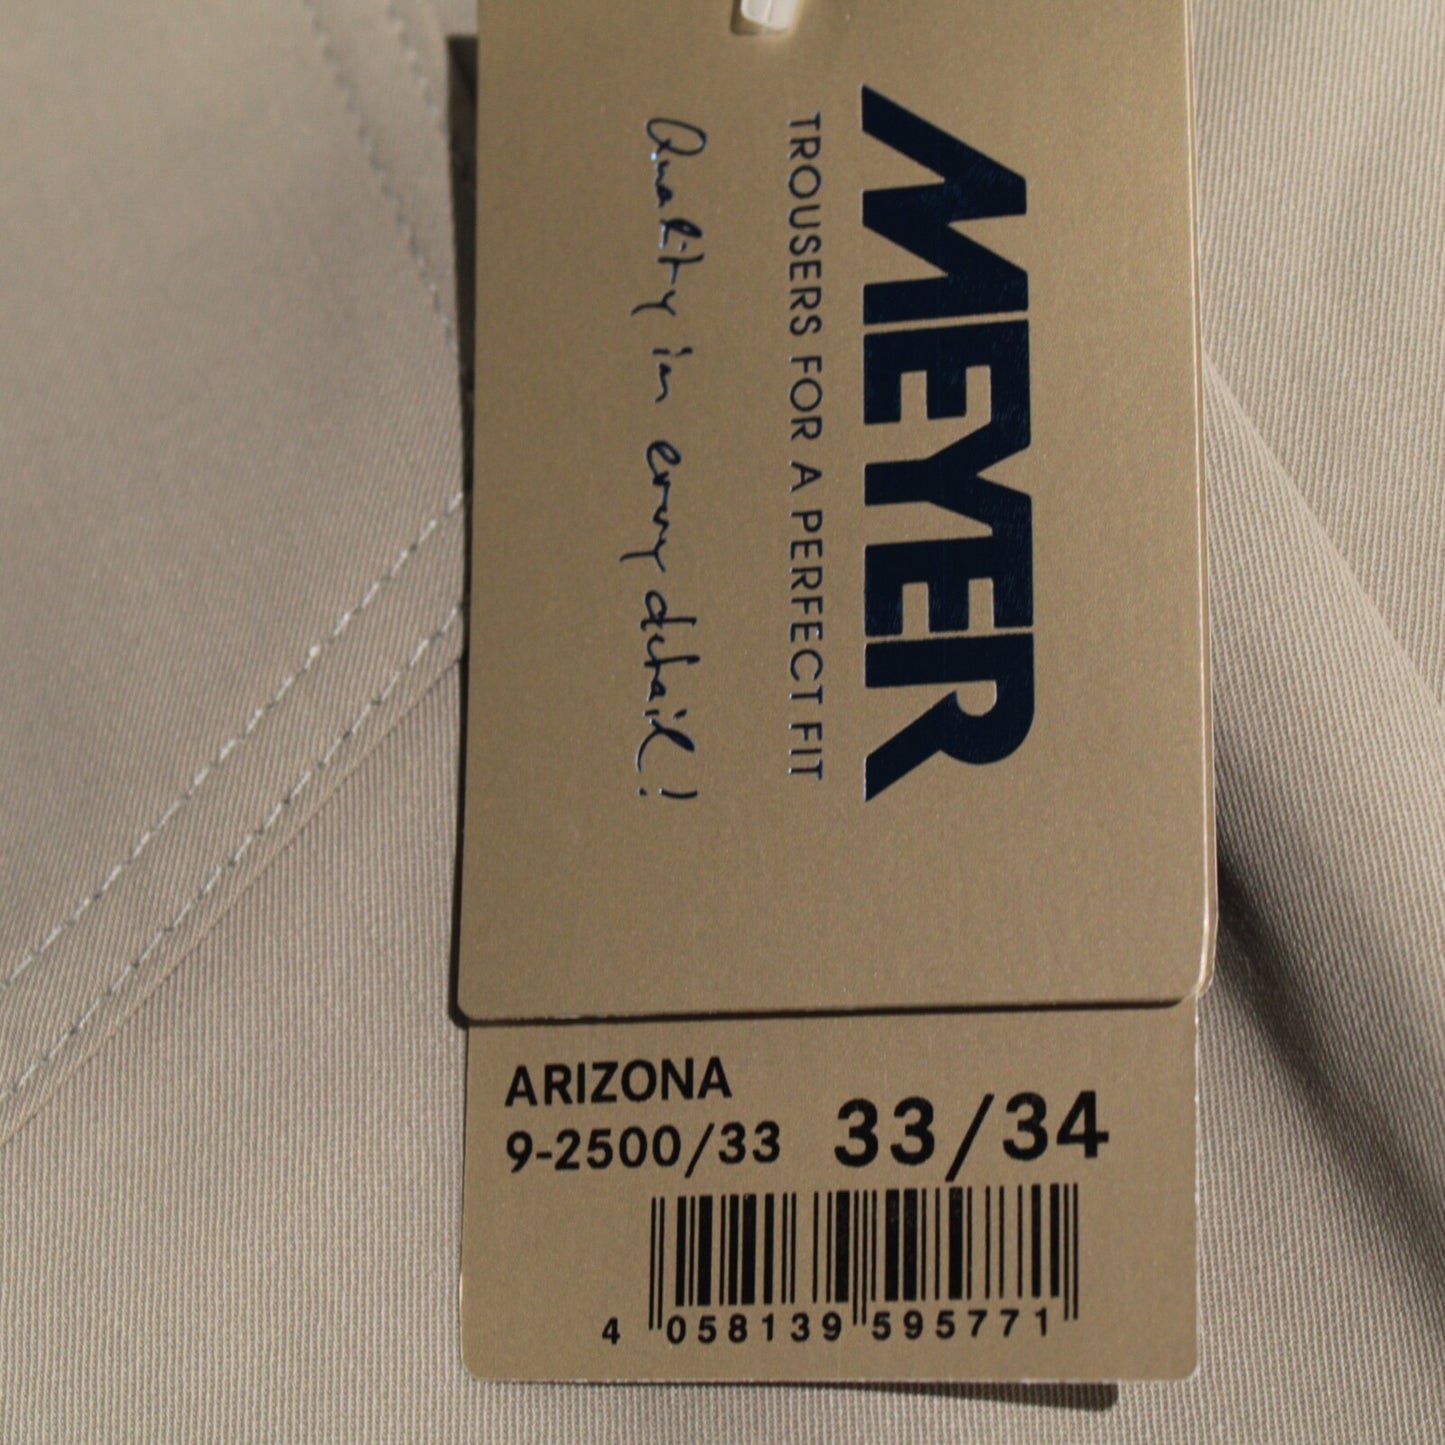 MEYER
TROUSERS FOR A PERFECT FIT
Quality in every detail!
ARIZONA
9-2500/33
33/34
4 058139 595771